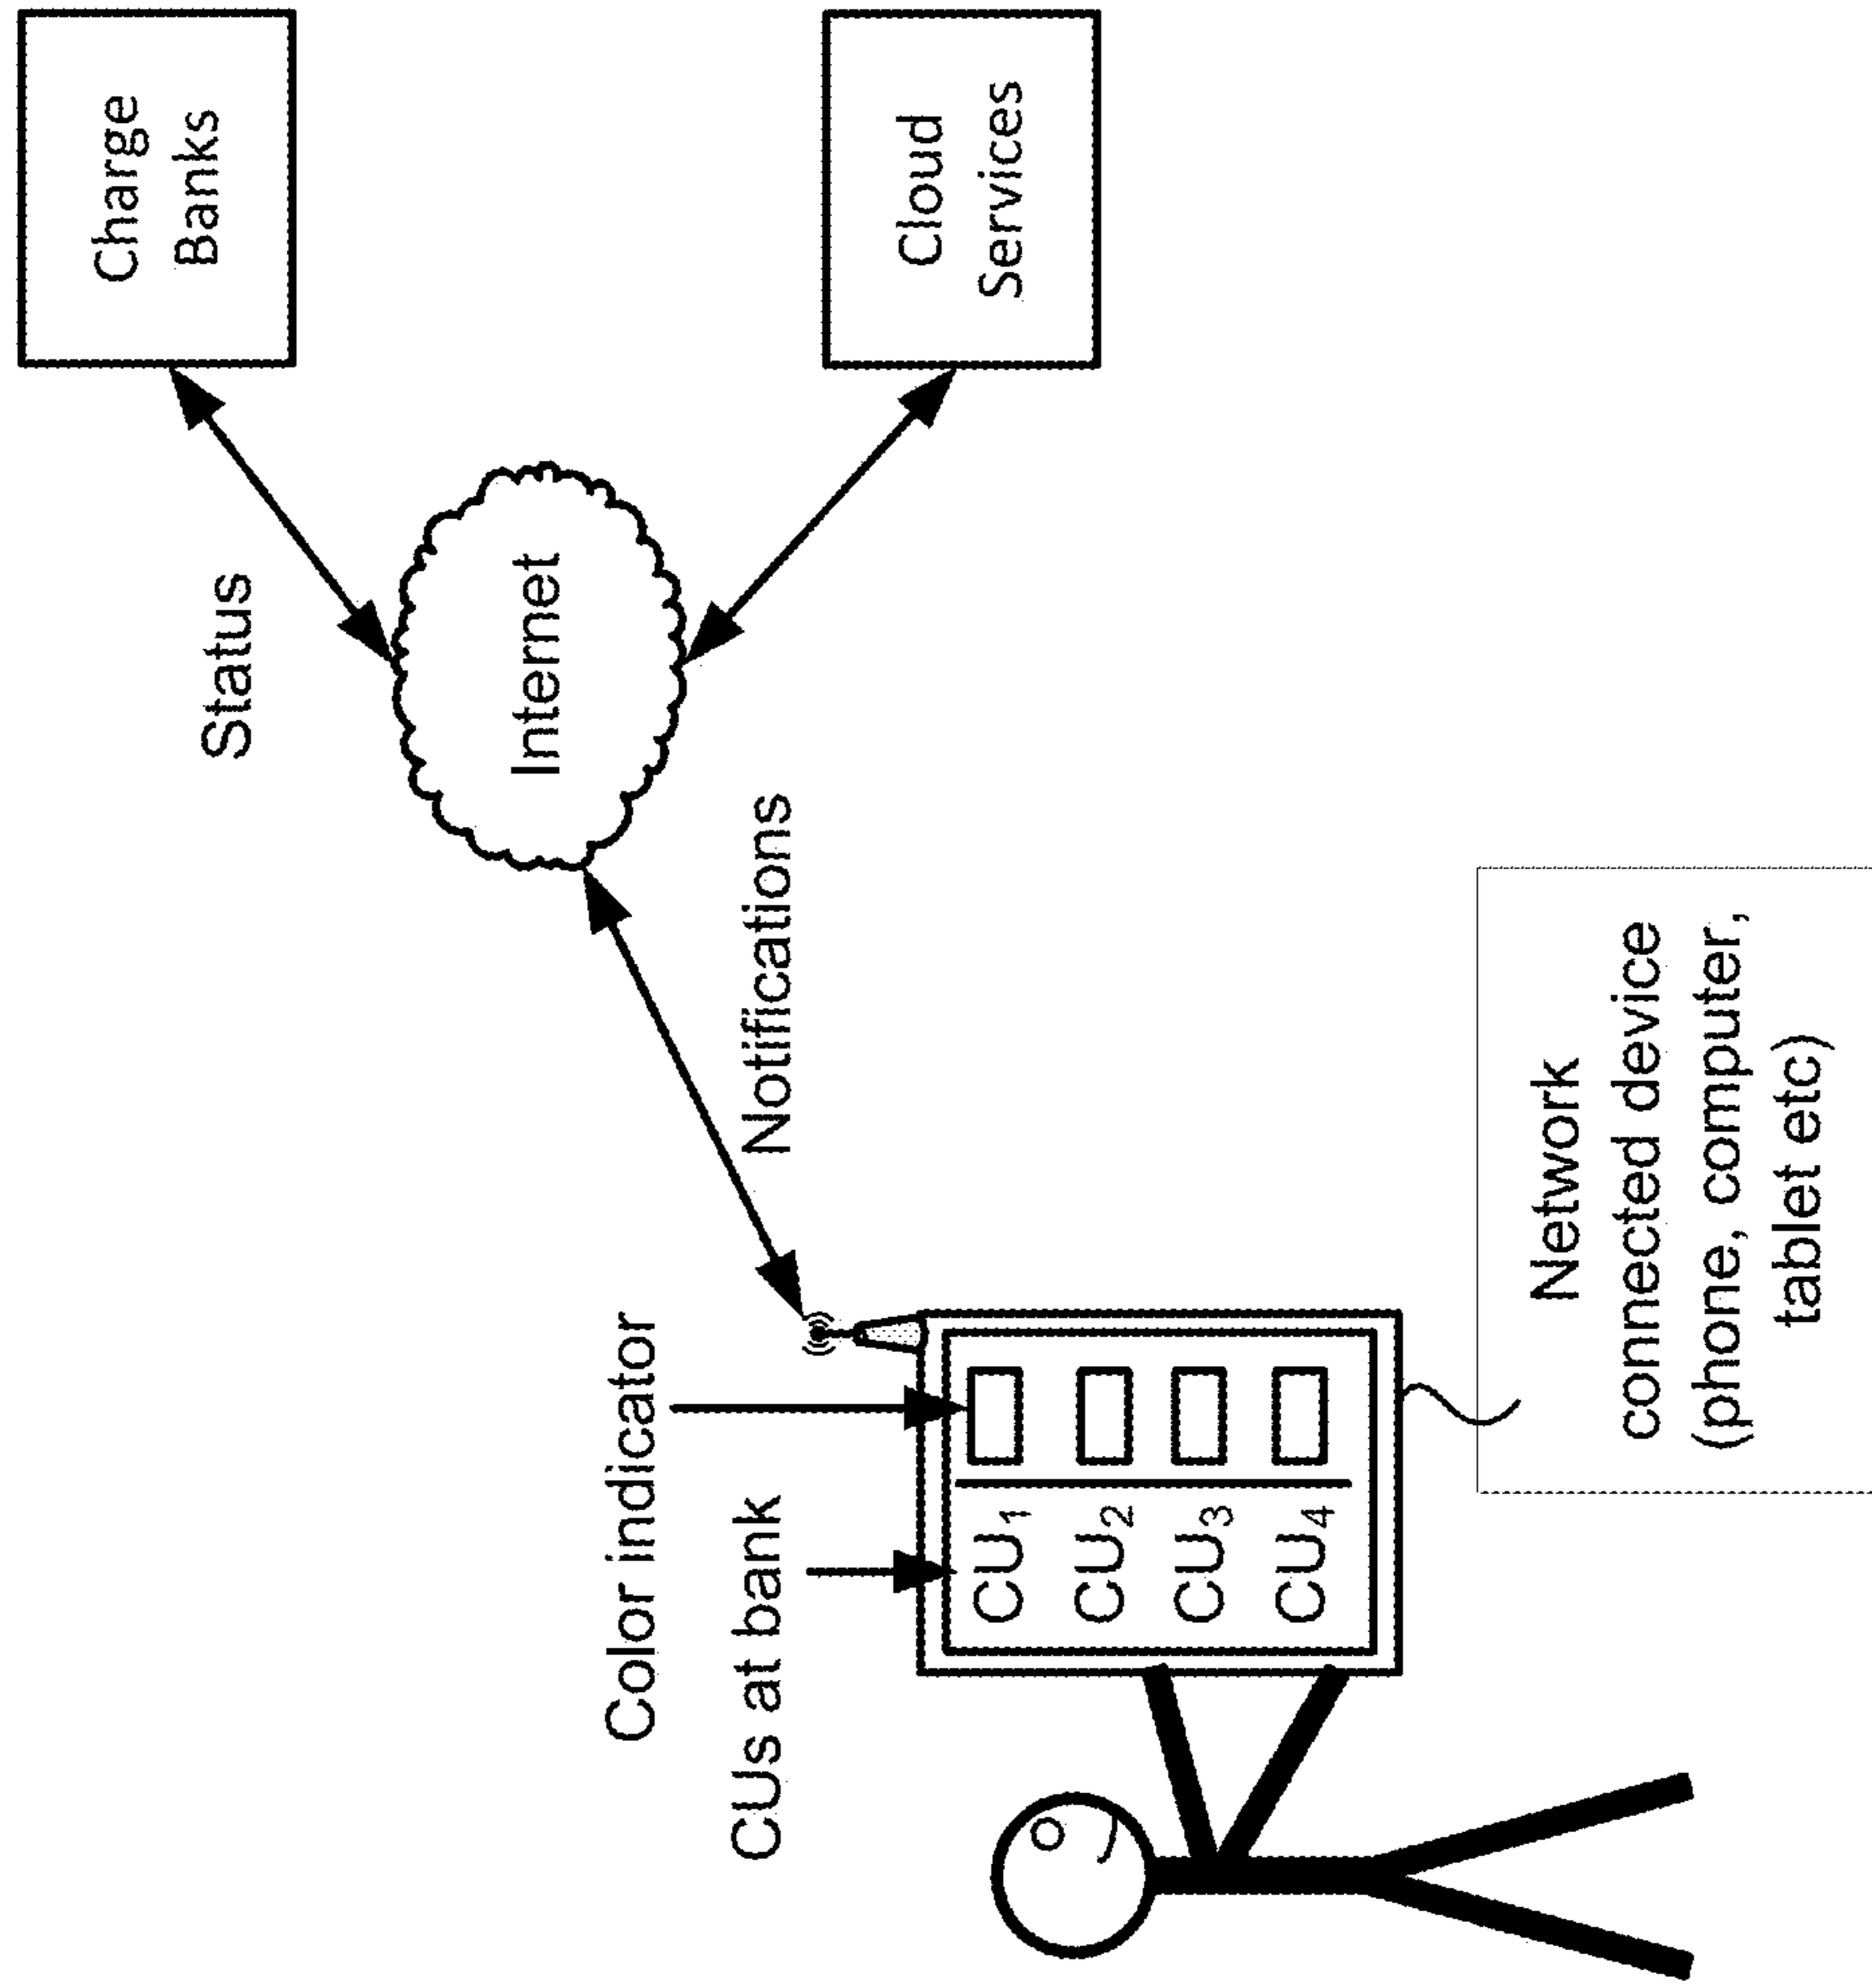 Charge
Banks
Status
Internet
Cloud
Services
Notifications
Color indicator
CUs at bank
CU1
CU2
CU3
CU4
Network
connected device
(phone, computer,
tablet etc)